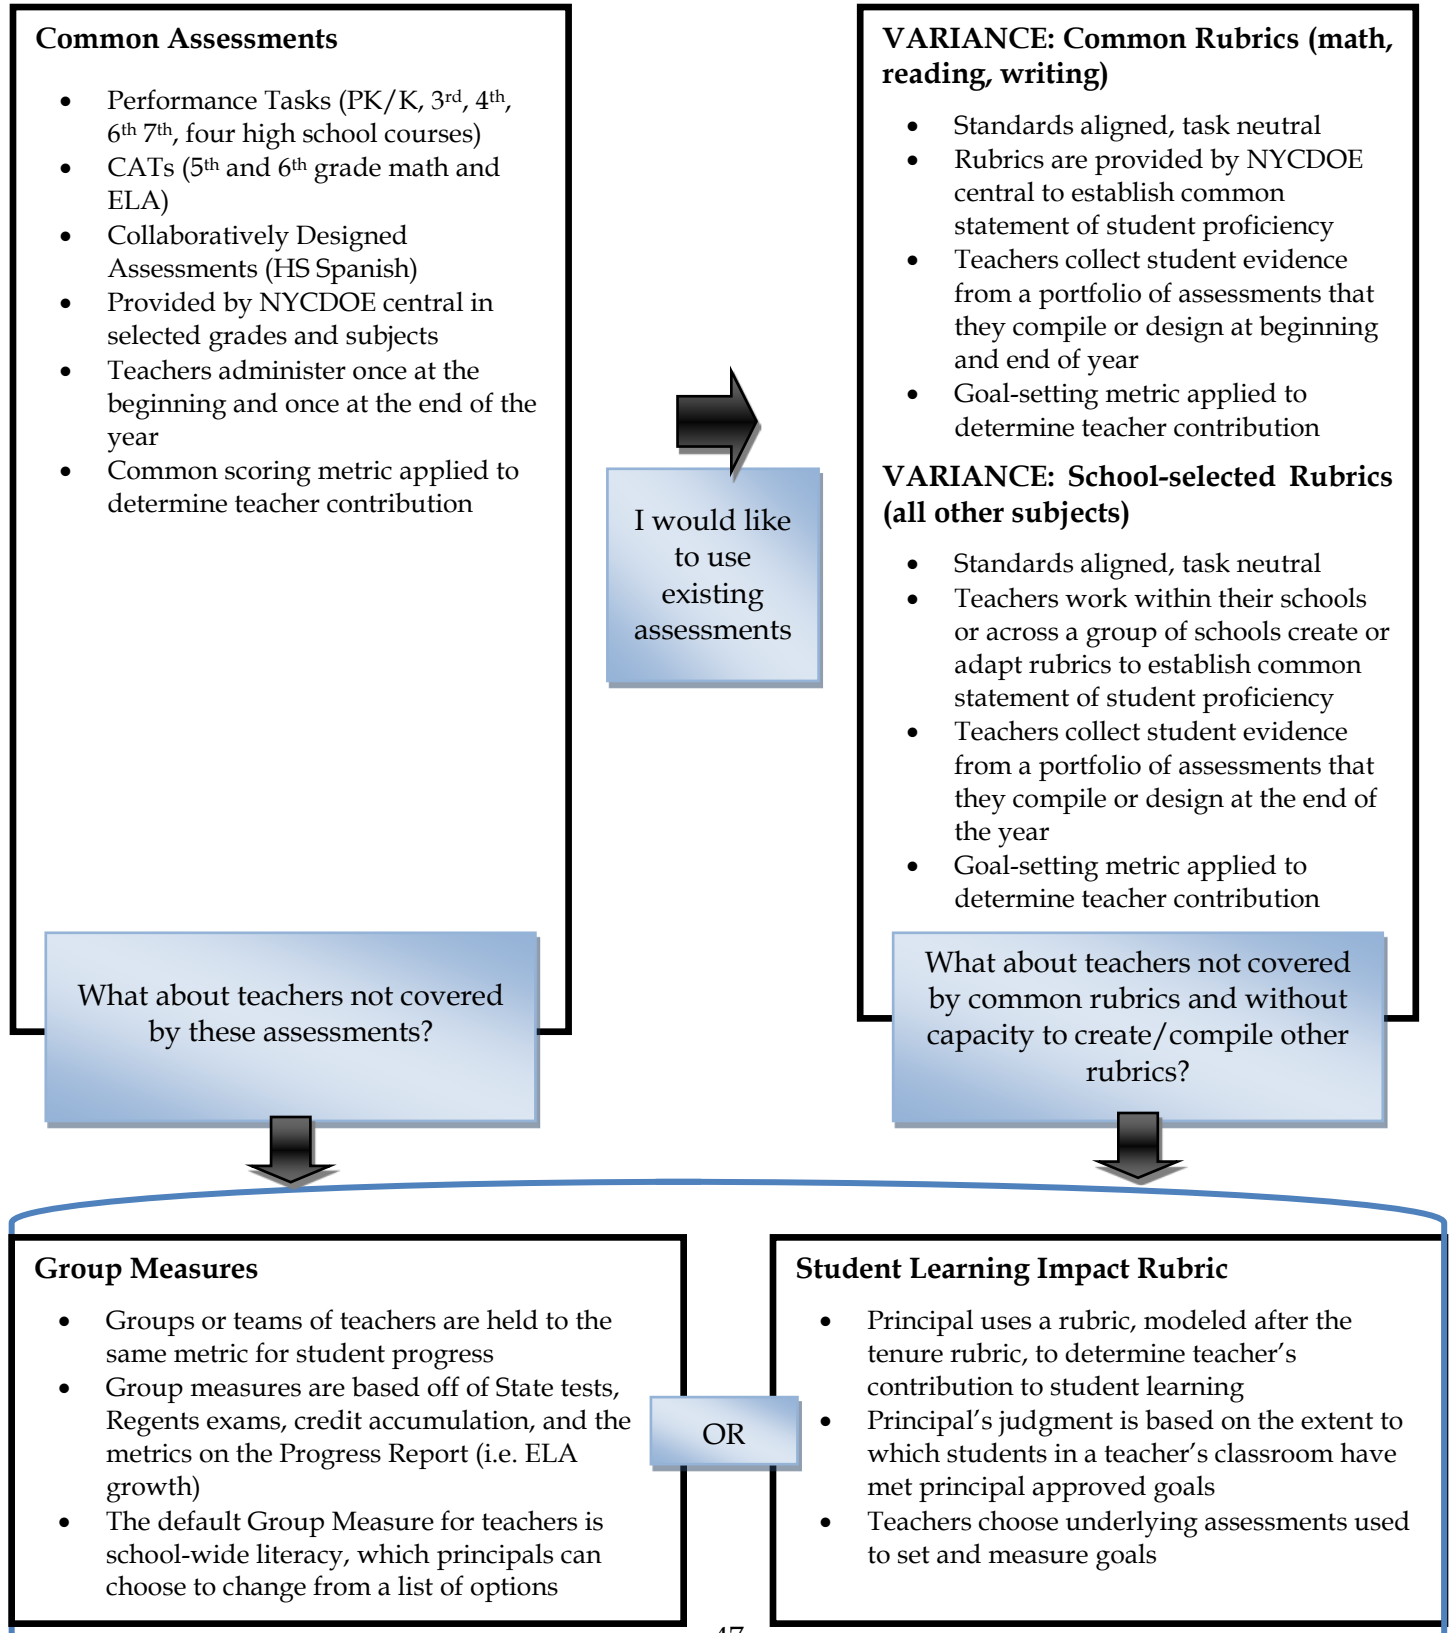 Common Assessments
• Performance Tasks (PK/K, 3rd, 4th,
6th 7th, four high school courses)
• CATs (5th and 6th grade math and
ELA)
• Collaboratively Designed
Assessments (HS Spanish)
• Provided by NYCDOE central in
selected grades and subjects
• Teachers administer once at the
beginning and once at the end of the
year
• Common scoring metric applied to
determine teacher contribution
I would like
to use
existing
assessments
VARIANCE: Common Rubrics (math,
reading, writing)
• Standards aligned, task neutral
• Rubrics are provided by NYCDOE
central to establish common
statement of student proficiency
• Teachers collect student evidence
from a portfolio of assessments that
they compile or design at beginning
and end of year
• Goal-setting metric applied to
determine teacher contribution
VARIANCE: School-selected Rubrics
(all other subjects)
• Standards aligned, task neutral
• Teachers work within their schools
or across a group of schools create or
adapt rubrics to establish common
statement of student proficiency
• Teachers collect student evidence
from a portfolio of assessments that
they compile or design at the end of
the year
• Goal-setting metric applied to
determine teacher contribution
What about teachers not covered
by these assessments?
What about teachers not covered
by common rubrics and without
capacity to create/compile other
rubrics?
Group Measures
• Groups or teams of teachers are held to the
same metric for student progress
• Group measures are based off of State tests,
Regents exams, credit accumulation, and the
metrics on the Progress Report (i.e. ELA
growth)
• The default Group Measure for teachers is
school-wide literacy, which principals can
choose to change from a list of options
OR
Student Learning Impact Rubric
• Principal uses a rubric, modeled after the
tenure rubric, to determine teacher's
contribution to student learning
• Principal's judgment is based on the extent to
which students in a teacher's classroom have
met principal approved goals
• Teachers choose underlying assessments used
to set and measure goals
47